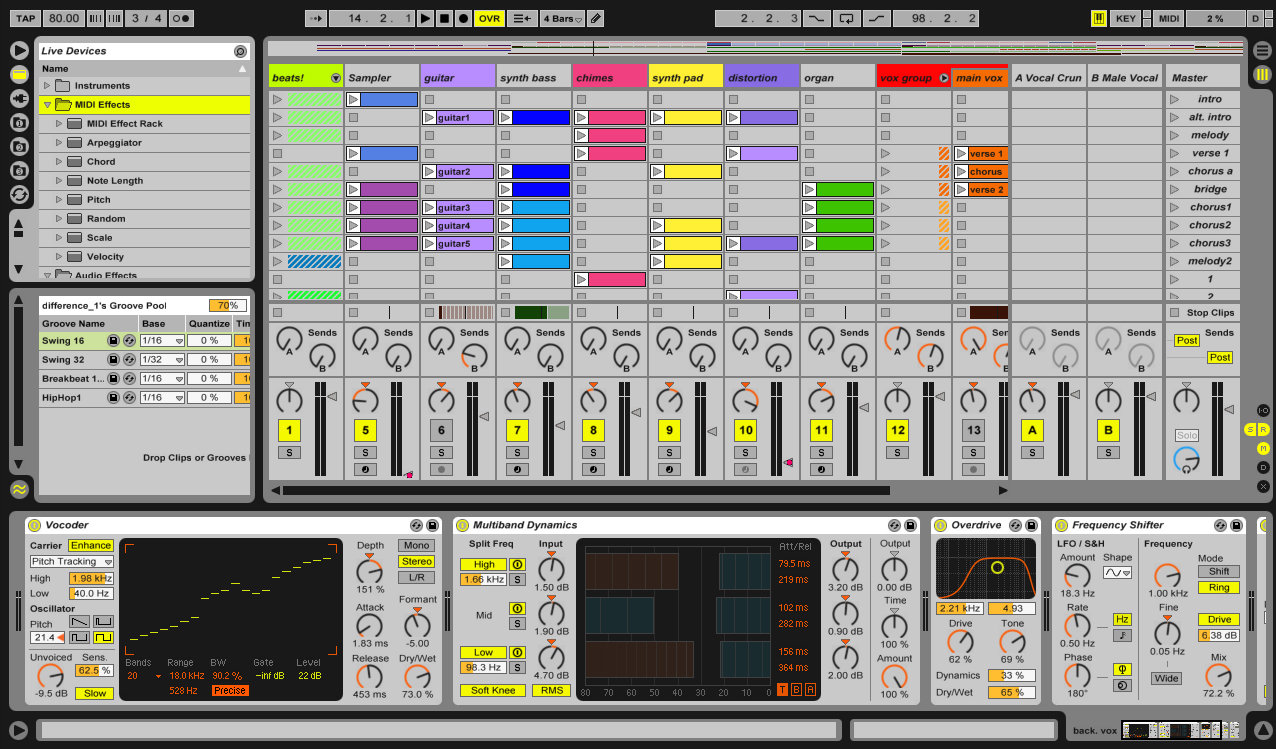 TAP 80.00 3 / 4 14. 2. 1 OVR 4 Bars 2. 2. 3 98. 2. 2 KEY MIDI 2 % D
Live Devices
Name
Instruments
MIDI Effects
MIDI Effect Rack
Arpeggiator
Chord
Note Length
Pitch
Random
Scale
Velocity
Audio Effects
difference_1's Groove Pool 70%
Groove Name Base Quantize Tin
Swing 16 1/16 0 %
Swing 32 1/32 0 %
Breakbeat 1... 1/16 0 %
HipHop1 1/16 0 %
Drop Clips or Grooves
beats! Sampler guitar synth bass chimes synth pad distortion organ vox group main vox A Vocal Crun B Male Vocal Master
intro
guitar1 alt. intro
melody
verse 1 verse 1
guitar2 chorus chorus a
verse 2 bridge
guitar3 chorus1
guitar4 chorus2
guitar5 chorus3
melody2
1
2
Stop Clips
Sends Sends Sends Sends Sends Sends Sends Sends Sends Sends Sends Sends
A A A A A A A A A A A A Post
B B B B B B B B B B B Post
1 5 6 7 8 9 10 11 12 13 A B Solo
S S S S S S S S S S S S
I-O
S R
M
D
X
Vocoder
Carrier Enhance
Pitch Tracking
High 1.98 kHz
Low 40.0 Hz
Oscillator
Pitch
21.4
Unvoiced Sens.
62.5 %
-9.5 dB Slow
Bands Range BW Gate Level
20 18.0 kHz 90.2 % -inf dB 22 dB
528 Hz Precise
Depth Mono
Stereo
151 % L/R
Attack Formant
1.83 ms -5.00
Release Dry/Wet
453 ms 73.0 %
Multiband Dynamics
Split Freq Input
High
1.66 kHz S 1.50 dB
Mid S 1.90 dB
Low
98.3 Hz S 4.70 dB
Soft Knee RMS
80 70 60 50 40 30 20 10 0
Att/Rel
79.5 ms
219 ms
102 ms
282 ms
156 ms
364 ms
T B A
Output Output
3.20 dB 0.00 dB
Time
0.90 dB 100 %
Amount
2.00 dB 100 %
Overdrive
2.21 kHz 4.93
Drive Tone
62 % 69 %
Dynamics 33 %
Dry/Wet 65 %
Frequency Shifter
LFO / S&H Frequency
Amount Shape Mode
Shift
18.3 Hz 1.00 kHz Ring
Rate Hz Fine Drive
0.50 Hz 0.05 Hz 6.38 dB
Phase Mix
180° Wide 72.2 %
back. vox